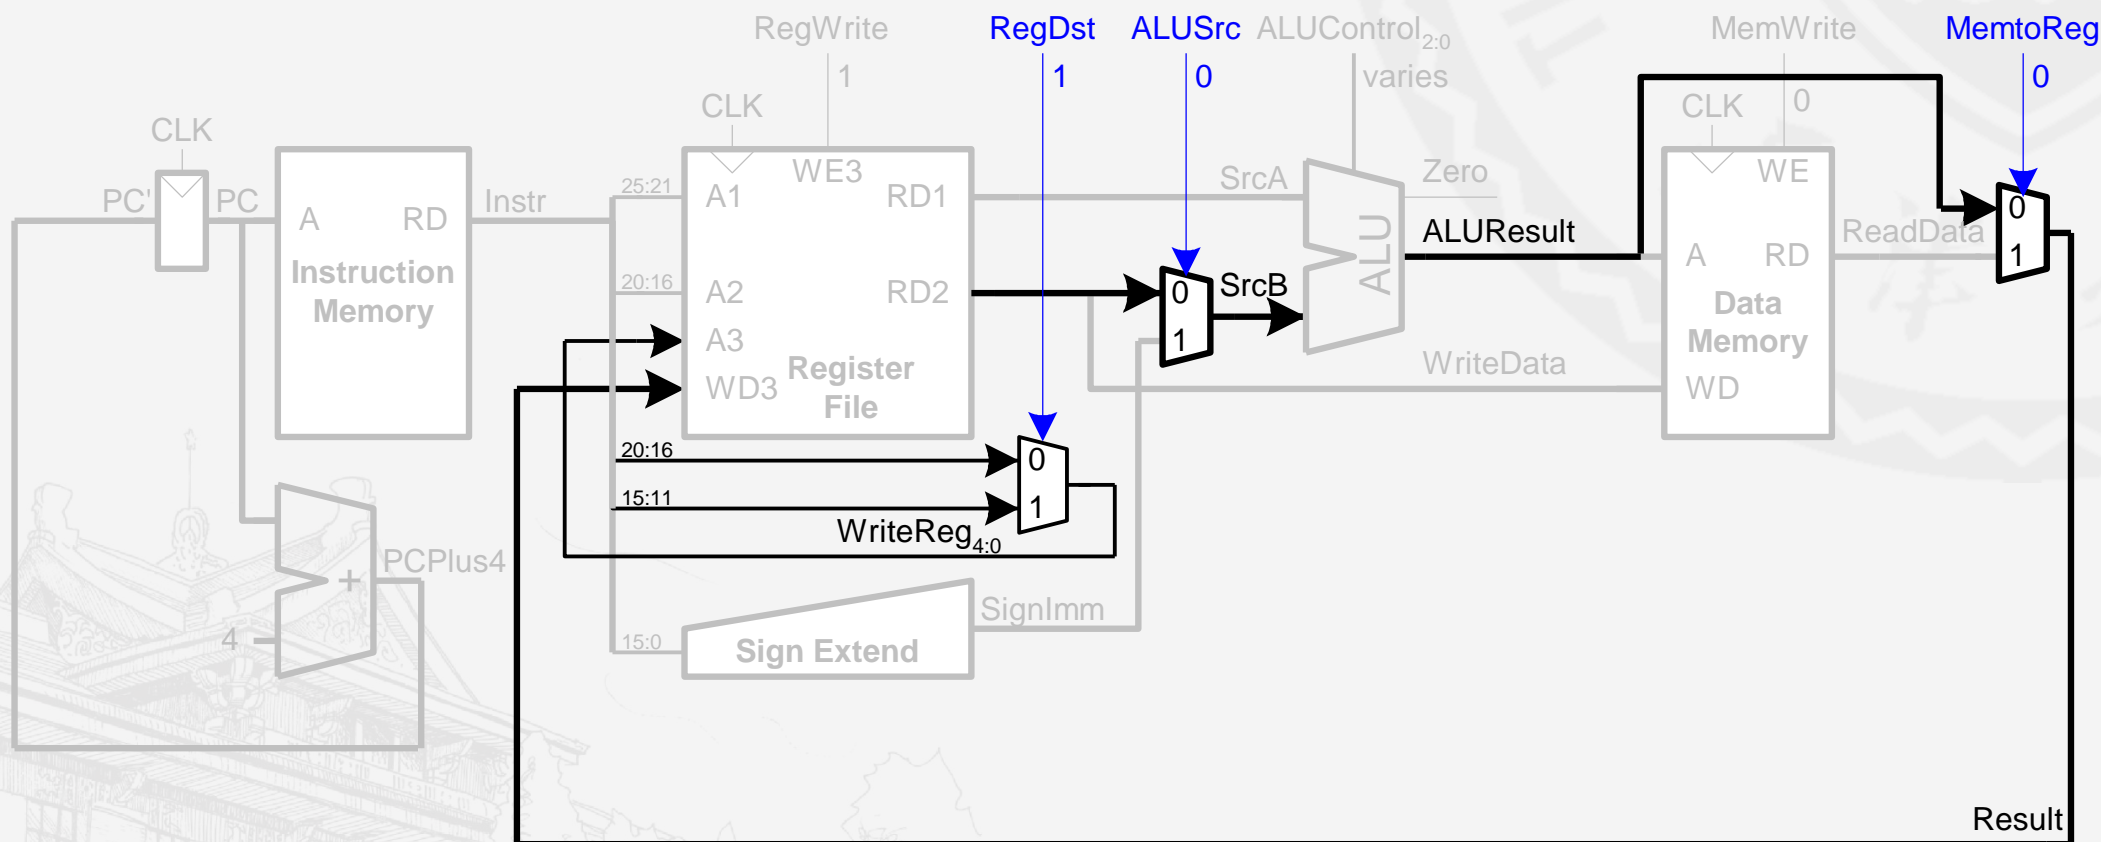 RegWrite RegDst ALUSrc ALUControl2:0 MemWrite MemtoReg
1 1 0 varies 0 0
CLK CLK CLK
PC' PC A RD Instr
Instruction
Memory
25:21 A1 WE3 RD1 SrcA Zero
20:16 A2 RD2 0 SrcB ALU ALUResult
1
A3
WD3 Register
File
WE
A RD ReadData 0
1
Data
Memory
WriteData WD
20:16 0
15:11 1
WriteReg4:0
PCPlus4
+
4
15:0 Sign Extend SignImm
Result